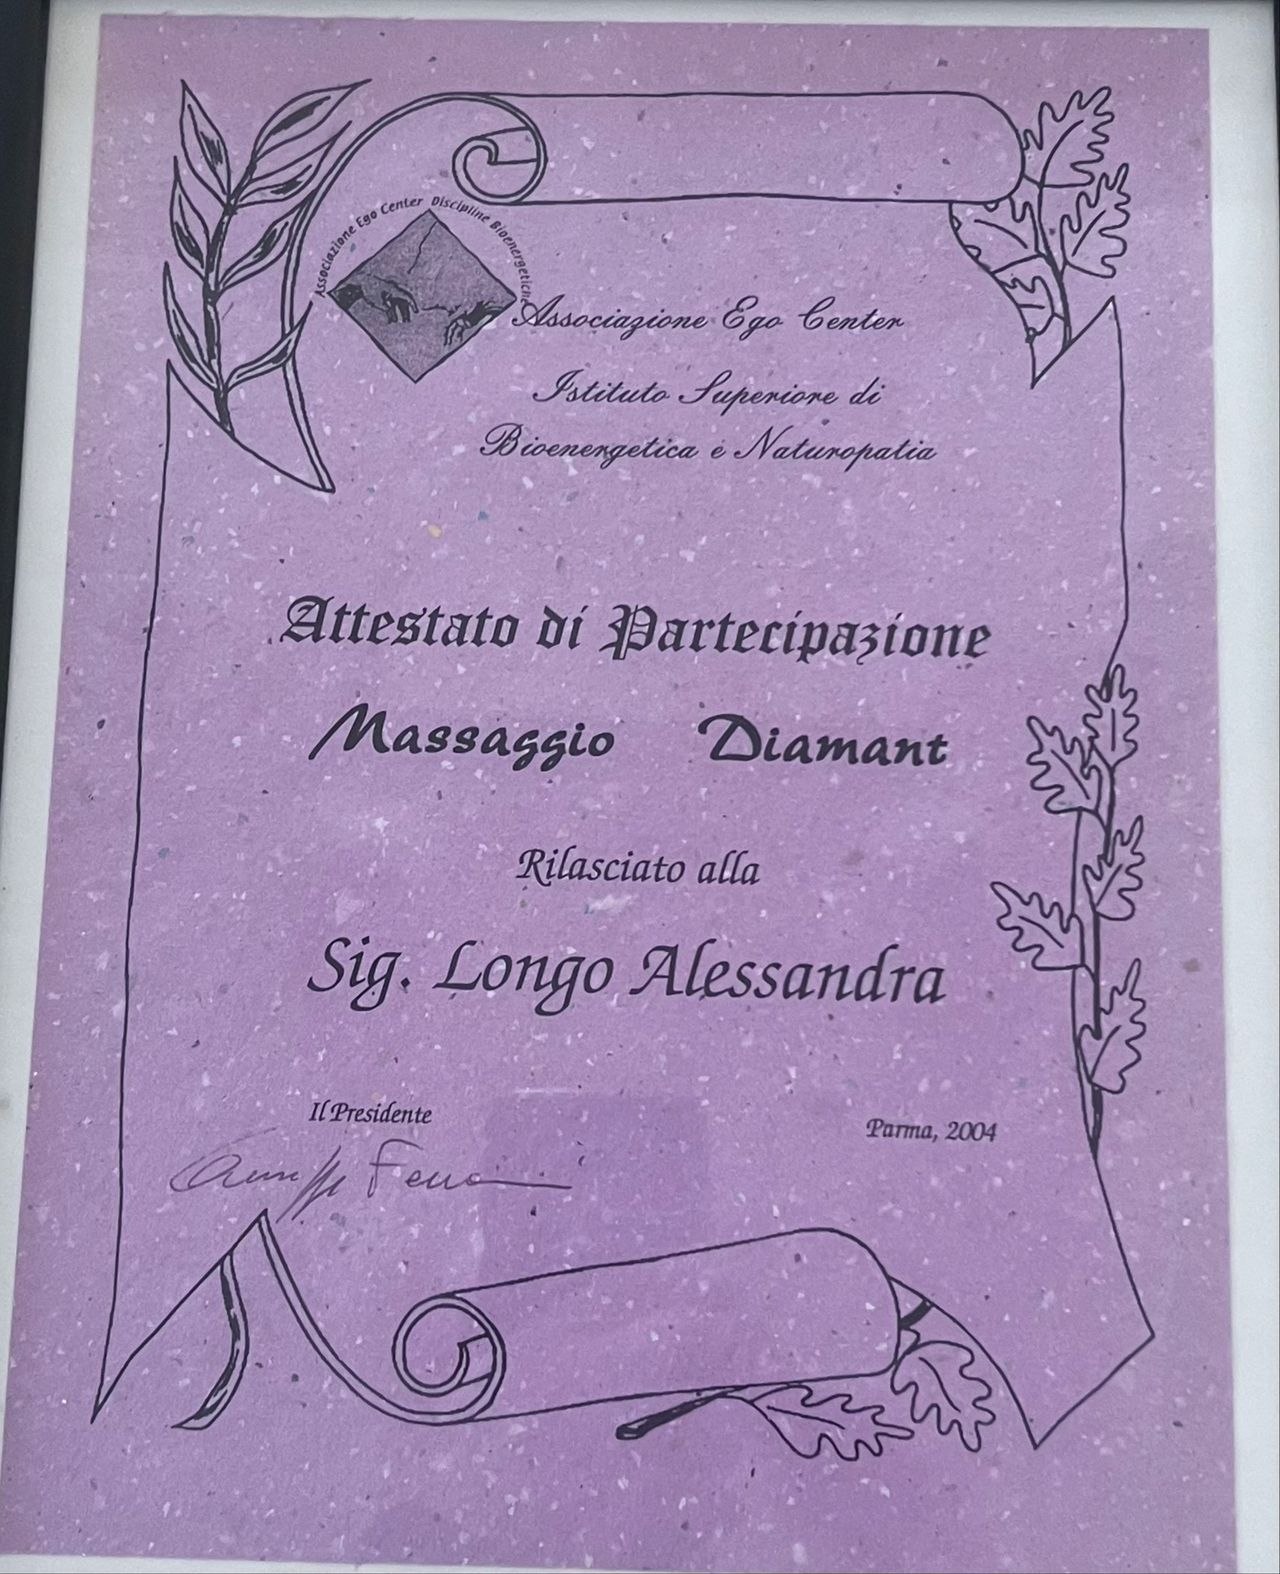 Associazione Ego Center Discipline Bioenergetiche
Associazione Ego Center
Istituto Superiore di
Bioenergetica e Naturopatia
Attestato di Partecipazione
Massaggio Diamant
Rilasciato alla
Sig. Longo Alessandra
Il Presidente
Parma, 2004